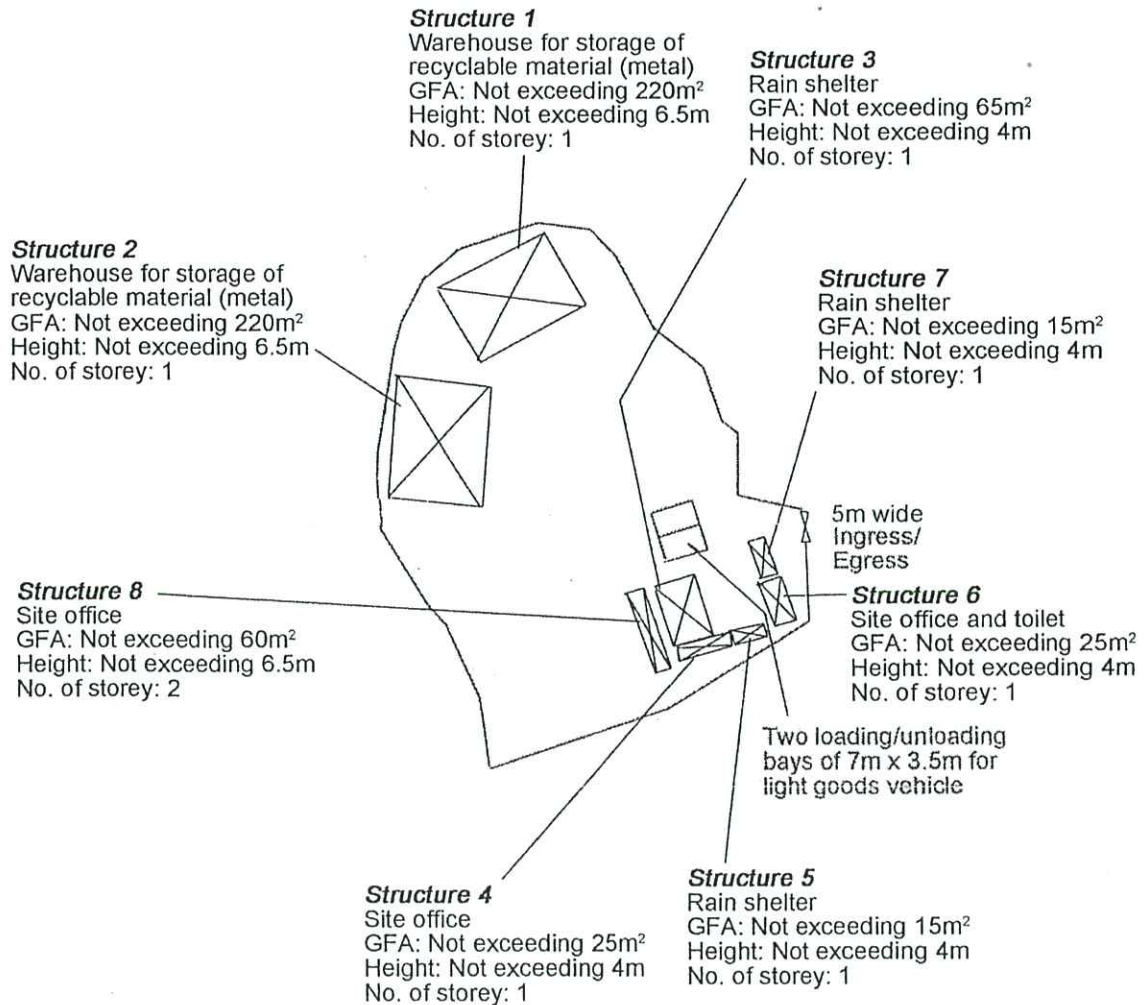 Structure 1
Warehouse for storage of
recyclable material (metal)
GFA: Not exceeding 220m²
Height: Not exceeding 6.5m
No. of storey: 1
Structure 3
Rain shelter
GFA: Not exceeding 65m²
Height: Not exceeding 4m
No. of storey: 1
Structure 2
Warehouse for storage of
recyclable material (metal)
GFA: Not exceeding 220m²
Height: Not exceeding 6.5m
No. of storey: 1
Structure 7
Rain shelter
GFA: Not exceeding 15m²
Height: Not exceeding 4m
No. of storey: 1
5m wide
Ingress/
Egress
Structure 8
Site office
GFA: Not exceeding 60m²
Height: Not exceeding 6.5m
No. of storey: 2
Structure 6
Site office and toilet
GFA: Not exceeding 25m²
Height: Not exceeding 4m
No. of storey: 1
Two loading/unloading
bays of 7m x 3.5m for
light goods vehicle
Structure 4
Site office
GFA: Not exceeding 25m²
Height: Not exceeding 4m
No. of storey: 1
Structure 5
Rain shelter
GFA: Not exceeding 15m²
Height: Not exceeding 4m
No. of storey: 1